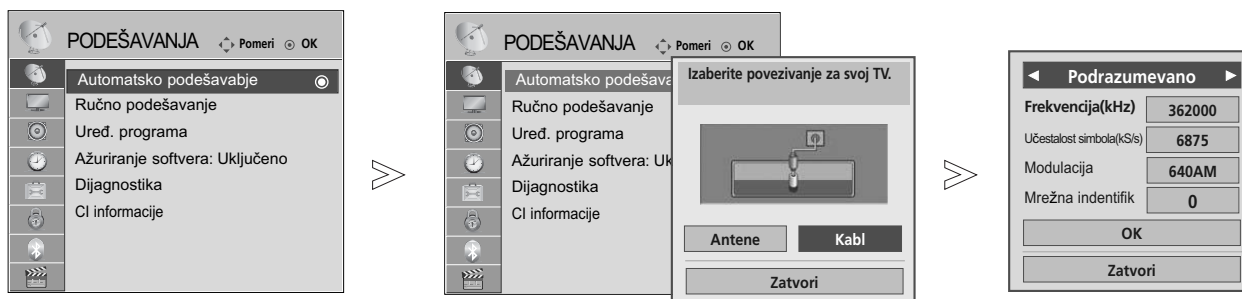 PODEŠAVANJA Pomeri OK
Automatsko podešavabje
Ručno podešavanje
Uređ. programa
Ažuriranje softvera: Uključeno
Dijagnostika
CI informacije
PODEŠAVANJA Pomeri OK
Automatsko podešava
Ručno podešavanje
Uređ. programa
Ažuriranje softvera: Uk
Dijagnostika
CI informacije
Izaberite povezivanje za svoj TV.
Antene Kabl
Zatvori
Podrazumevano
Frekvencija(kHz) 362000
Učestalost simbola(kS/s) 6875
Modulacija 640AM
Mrežna indentifik 0
OK
Zatvori